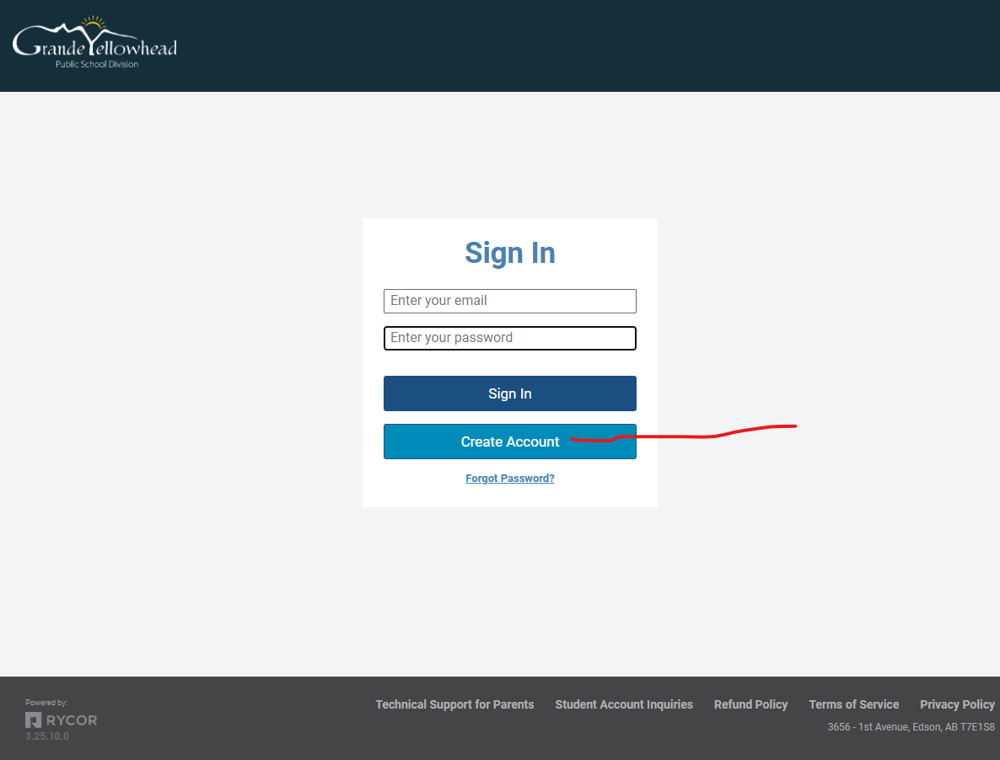 Grande Yellowhead
Public School Division
Sign In
Enter your email
Enter your password
Sign In
Create Account
Forgot Password?
Powered by:
RYCOR
3.25.10.0
Technical Support for Parents Student Account Inquiries Refund Policy Terms of Service Privacy Policy
3656 - 1st Avenue, Edson, AB T7E1S8